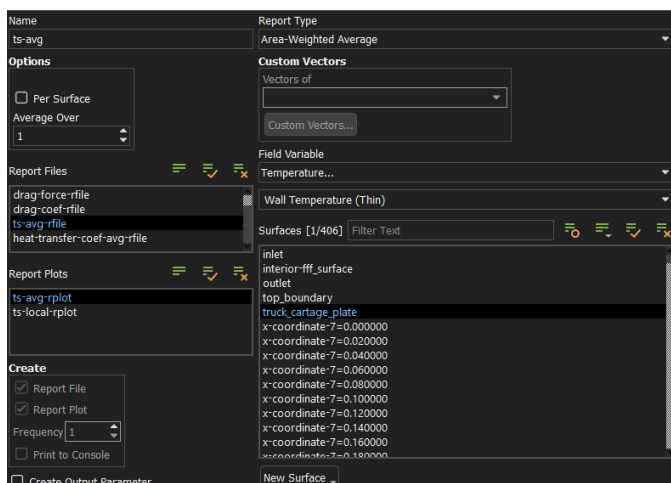 Name
ts-avg
Options
Per Surface
Average Over
1
Report Files
drag-force-rfile
drag-coef-rfile
ts-avg-rfile
heat-transfer-coef-avg-rfile
Report Plots
ts-avg-rplot
ts-local-rplot
Create
Report File
Report Plot
Frequency 1
Print to Console
Create Output Parameter
Report Type
Area-Weighted Average
Custom Vectors
Vectors of
Custom Vectors...
Field Variable
Temperature...
Wall Temperature (Thin)
Surfaces [1/406] Filter Text
inlet
interior-fff_surface
outlet
top_boundary
truck_cartage_plate
x-coordinate-7=0.000000
x-coordinate-7=0.020000
x-coordinate-7=0.040000
x-coordinate-7=0.060000
x-coordinate-7=0.080000
x-coordinate-7=0.100000
x-coordinate-7=0.120000
x-coordinate-7=0.140000
x-coordinate-7=0.160000
x-coordinate-7=0.180000
New Surface